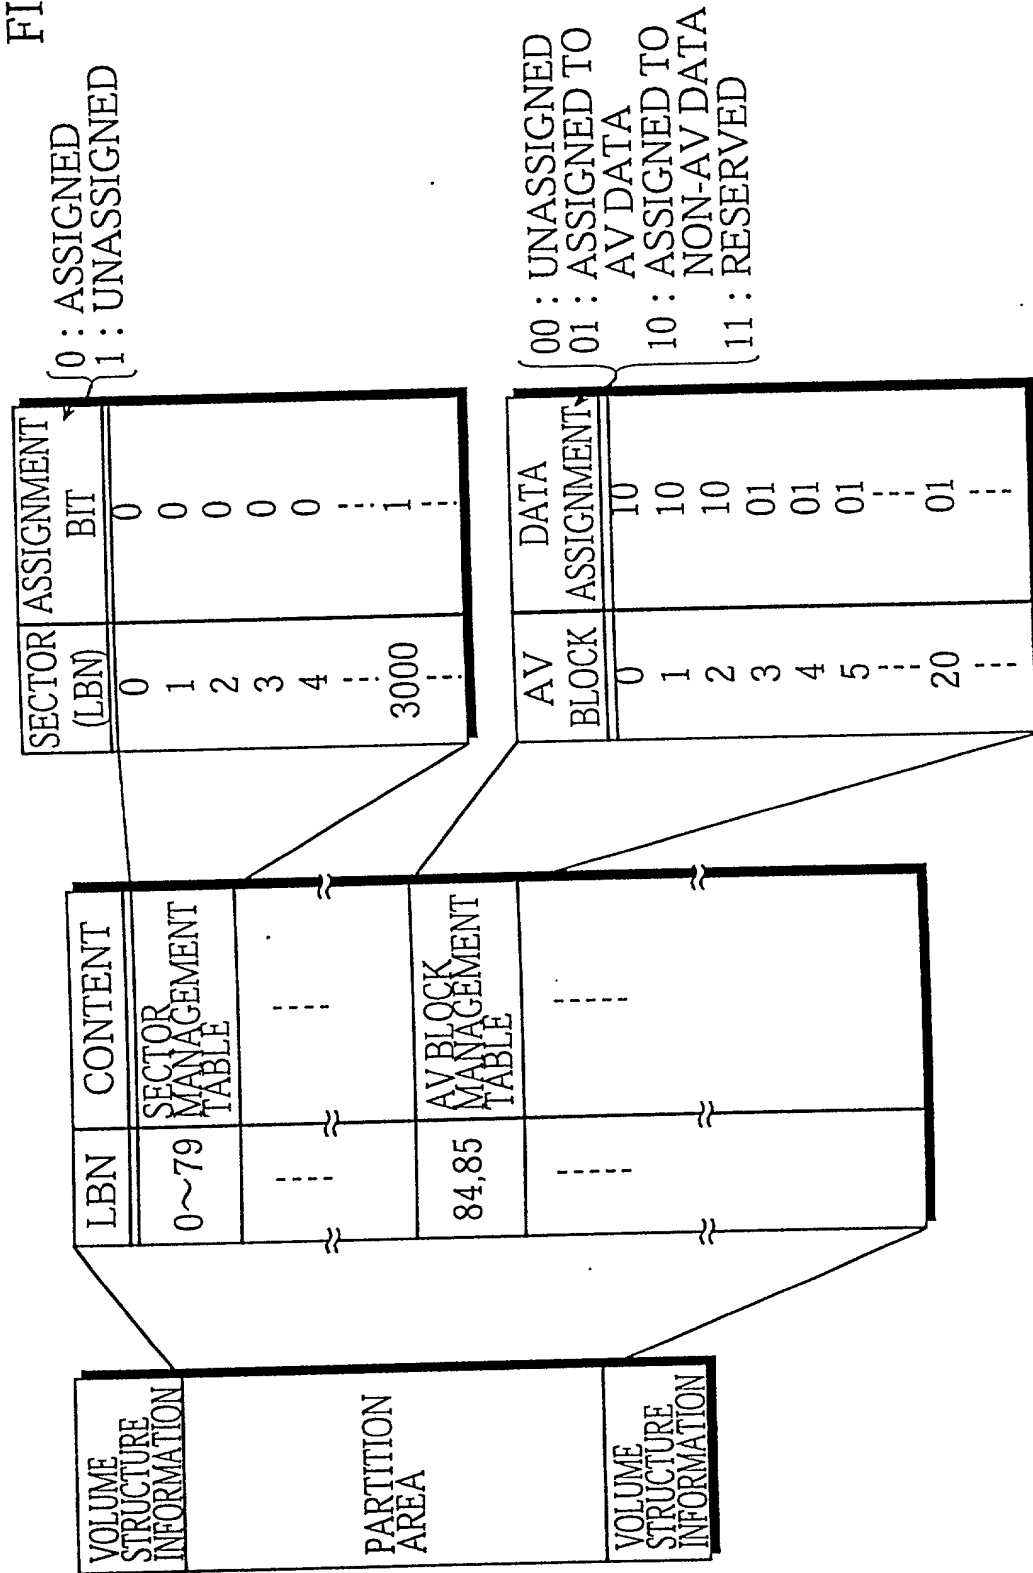 FI
VOLUME
STRUCTURE
INFORMATION
PARTITION
AREA
VOLUME
STRUCTURE
INFORMATION
LBN CONTENT
0~79 SECTOR
MANAGEMENT
TABLE
84,85 AV BLOCK
MANAGEMENT
TABLE
SECTOR (LBN) ASSIGNMENT BIT
0 0
1 0
2 0
3 0
4 0
3000 1
0 : ASSIGNED
1 : UNASSIGNED
AV BLOCK DATA ASSIGNMENT
0 10
1 10
2 10
3 01
4 01
5 01
20 01
00 : UNASSIGNED
01 : ASSIGNED TO
AV DATA
10 : ASSIGNED TO
NON-AV DATA
11 : RESERVED